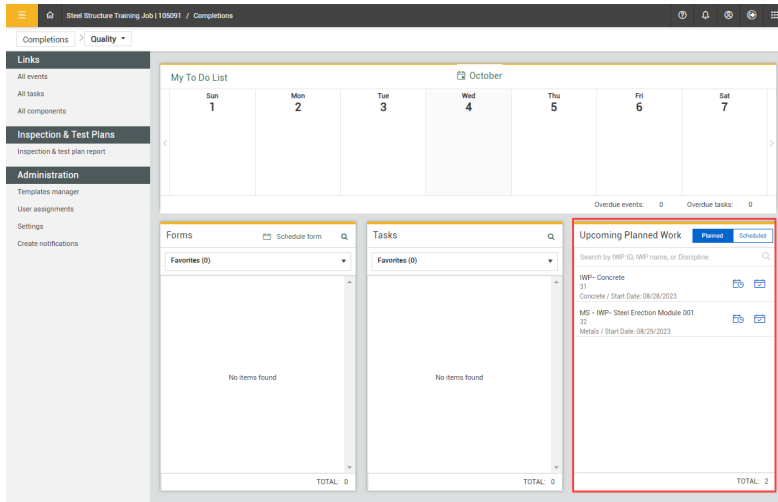 Steel Structure Training Job | 105091 / Completions
Completions > Quality
Links
All events
All tasks
All components
Inspection & Test Plans
Inspection & test plan report
Administration
Templates manager
User assignments
Settings
Create notifications
My To Do List
October
Sun Mon Tue Wed Thu Fri Sat
1 2 3 4 5 6 7
Overdue events: 0 Overdue tasks: 0
Forms
Schedule form
Favorites (0)
No items found
TOTAL: 0
Tasks
Favorites (0)
No items found
TOTAL: 0
Upcoming Planned Work
Planned Scheduled
Search by IWP ID, IWP name, or Discipline
IWP- Concrete
31
Concrete / Start Date: 08/28/2023
MS - IWP- Steel Erection Module 001
32
Metals / Start Date: 08/29/2023
TOTAL: 2